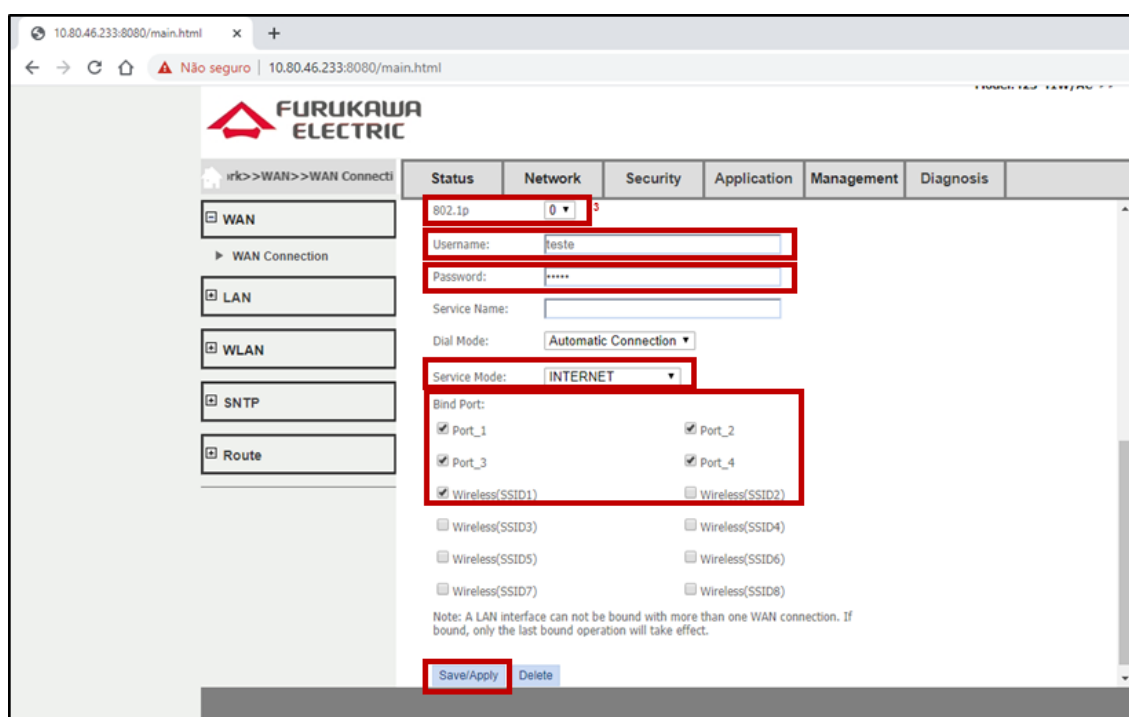 10.80.46.233:8080/main.html
Não seguro | 10.80.46.233:8080/main.html
FURUKAWA
ELECTRIC
rk>>WAN>>WAN Connecti
Status Network Security Application Management Diagnosis
WAN
WAN Connection
LAN
WLAN
SNTP
Route
802.1p 0
Username: teste
Password: •••••
Service Name:
Dial Mode: Automatic Connection
Service Mode: INTERNET
Bind Port:
Port_1 Port_2
Port_3 Port_4
Wireless(SSID1) Wireless(SSID2)
Wireless(SSID3) Wireless(SSID4)
Wireless(SSID5) Wireless(SSID6)
Wireless(SSID7) Wireless(SSID8)
Note: A LAN interface can not be bound with more than one WAN connection. If
bound, only the last bound operation will take effect.
Save/Apply Delete